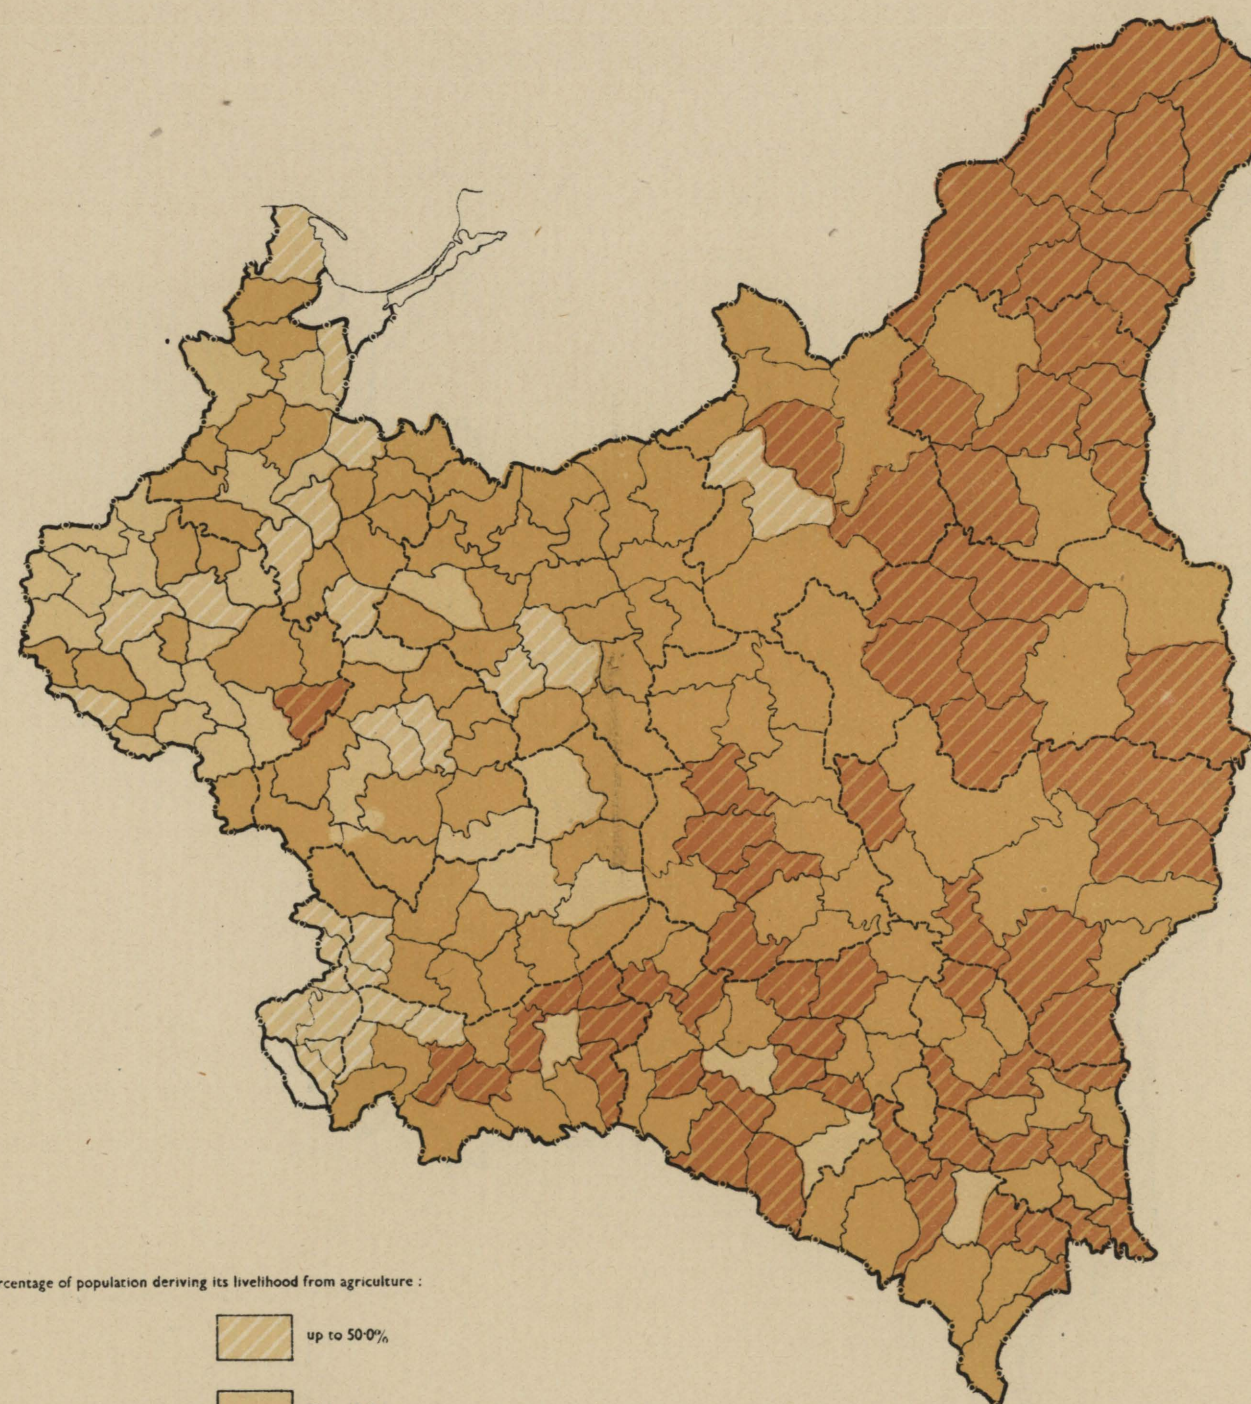 rcentage of population deriving its livelihood from agriculture :
up to 50·0%